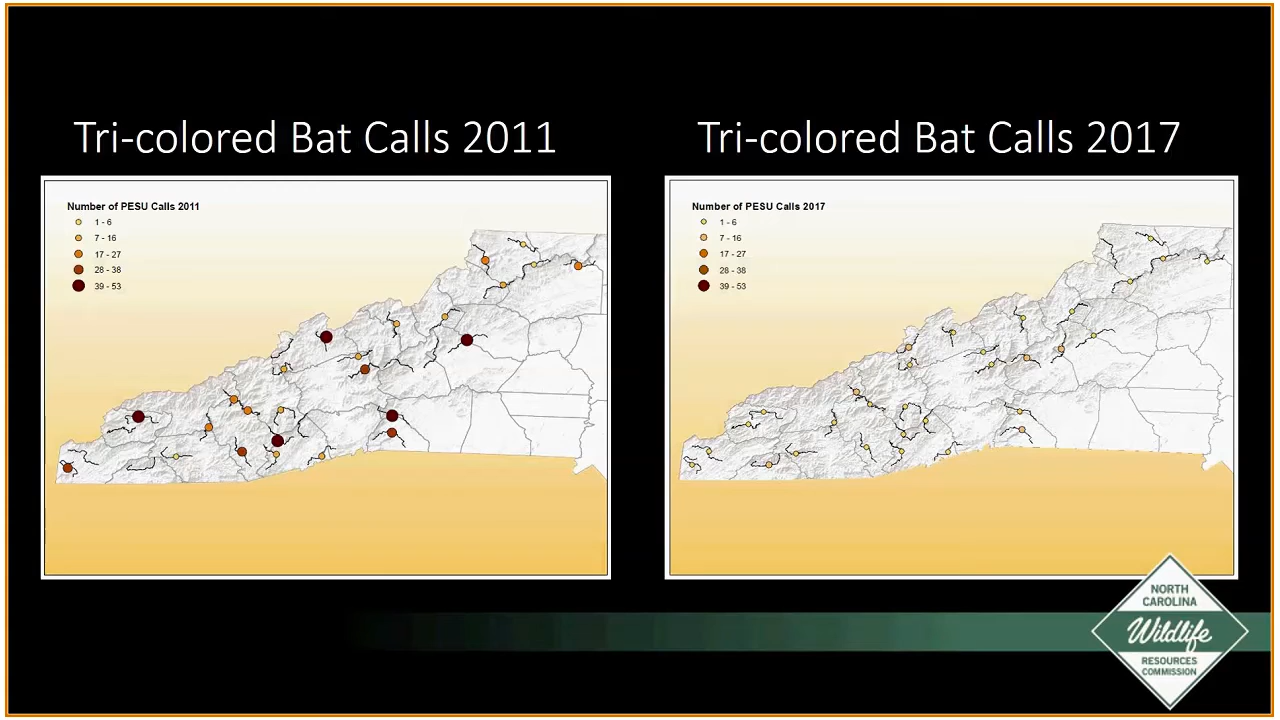 Tri-colored Bat Calls 2011
Number of PESU Calls 2011
1 - 6
7 - 16
17 - 27
28 - 38
39 - 53
Tri-colored Bat Calls 2017
Number of PESU Calls 2017
1 - 6
7 - 16
17 - 27
28 - 38
39 - 53
NORTH
CAROLINA
Wildlife
RESOURCES
COMMISSION